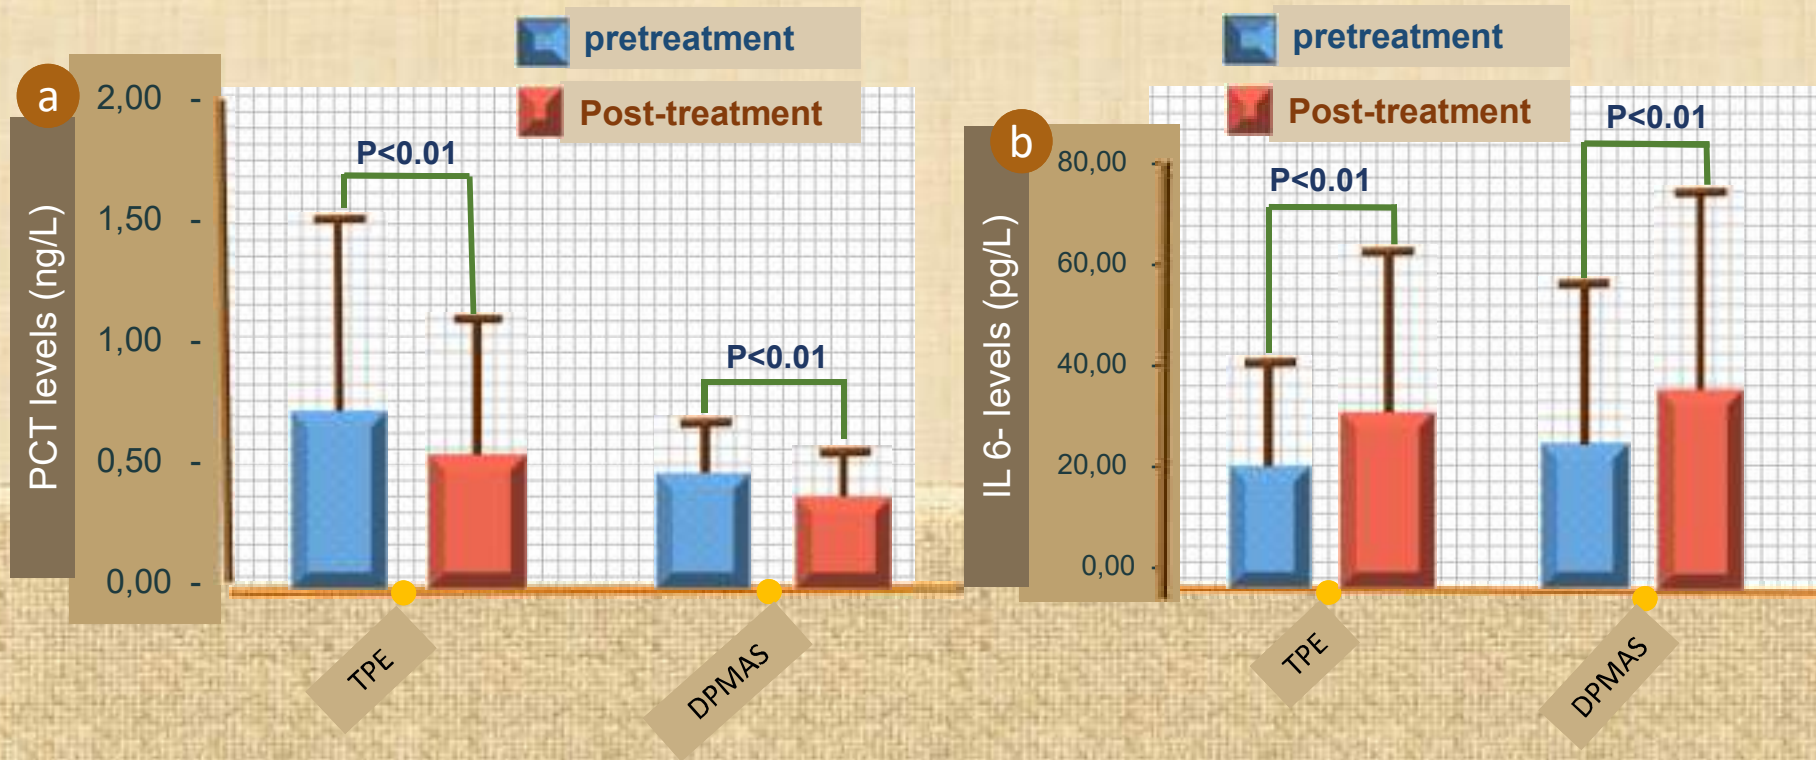 a
pretreatment
Post-treatment
PCT levels (ng/L)
2,00 -
1,50 -
1,00 -
0,50 -
0,00 -
P<0.01
P<0.01
TPE
DPMAS
b
pretreatment
Post-treatment
IL 6- levels (pg/L)
80,00
60,00
40,00
20,00
0,00
P<0.01
P<0.01
TPE
DPMAS